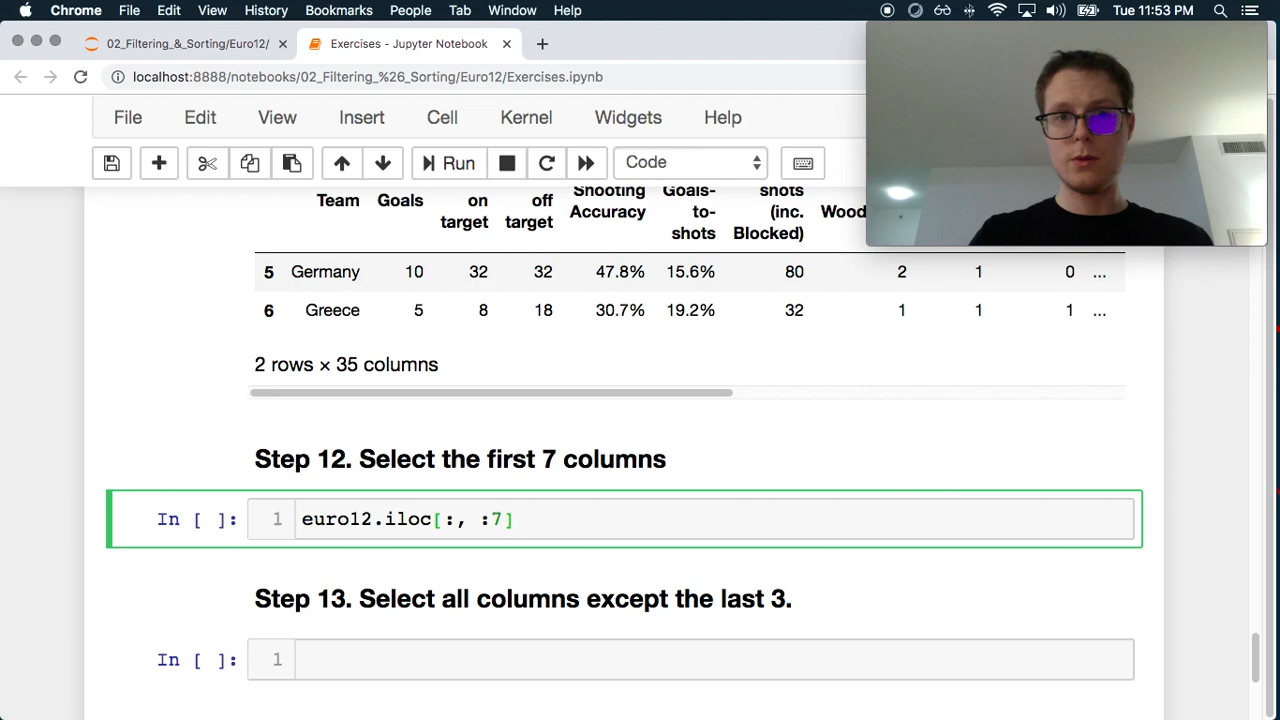 Chrome File Edit View History Bookmarks People Tab Window Help Tue 11:53 PM
02_Filtering_&_Sorting/Euro12/ × Exercises - Jupyter Notebook × +
localhost:8888/notebooks/02_Filtering_%26_Sorting/Euro12/Exercises.ipynb
File Edit View Insert Cell Kernel Widgets Help
Run Code
Team Goals on target off target Shooting Accuracy Goals-to-shots shots (inc. Blocked)
5 Germany 10 32 32 47.8% 15.6% 80 2 1 0 ...
6 Greece 5 8 18 30.7% 19.2% 32 1 1 1 ...
2 rows × 35 columns
Step 12. Select the first 7 columns
In [ ]: 1 euro12.iloc[:, :7]
Step 13. Select all columns except the last 3.
In [ ]: 1